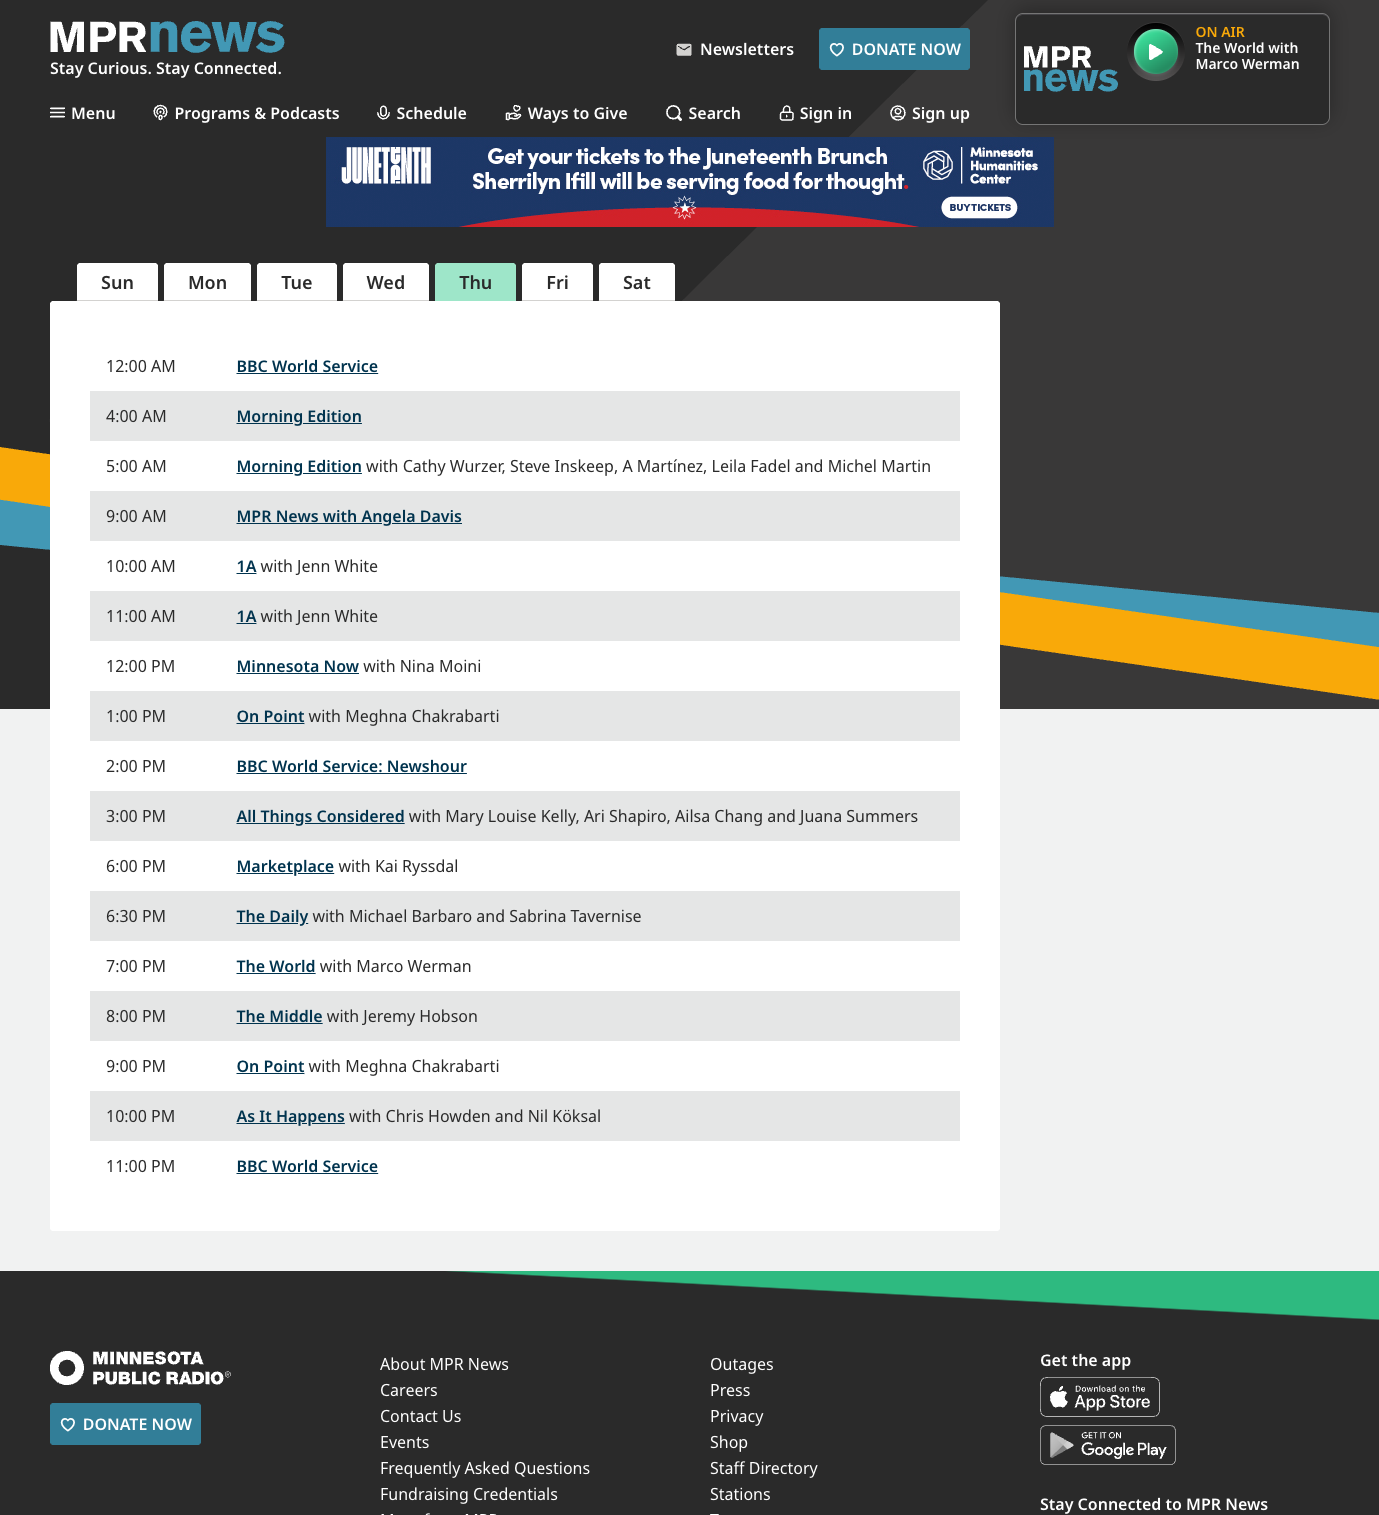 MPRnews
Stay Curious. Stay Connected.
Newsletters
DONATE NOW
MPR
news
ON AIR
The World with
Marco Werman
Menu
Programs & Podcasts
Schedule
Ways to Give
Search
Sign in
Sign up
JUNETEENTH
Get your tickets to the Juneteenth Brunch
Sherrilyn Ifill will be serving food for thought.
Minnesota
Humanities
Center
BUY TICKETS
Sun
Mon
Tue
Wed
Thu
Fri
Sat
12:00 AM BBC World Service
4:00 AM Morning Edition
5:00 AM Morning Edition with Cathy Wurzer, Steve Inskeep, A Martínez, Leila Fadel and Michel Martin
9:00 AM MPR News with Angela Davis
10:00 AM 1A with Jenn White
11:00 AM 1A with Jenn White
12:00 PM Minnesota Now with Nina Moini
1:00 PM On Point with Meghna Chakrabarti
2:00 PM BBC World Service: Newshour
3:00 PM All Things Considered with Mary Louise Kelly, Ari Shapiro, Ailsa Chang and Juana Summers
6:00 PM Marketplace with Kai Ryssdal
6:30 PM The Daily with Michael Barbaro and Sabrina Tavernise
7:00 PM The World with Marco Werman
8:00 PM The Middle with Jeremy Hobson
9:00 PM On Point with Meghna Chakrabarti
10:00 PM As It Happens with Chris Howden and Nil Köksal
11:00 PM BBC World Service
MINNESOTA
PUBLIC RADIO®
DONATE NOW
About MPR News
Careers
Contact Us
Events
Frequently Asked Questions
Fundraising Credentials
Outages
Press
Privacy
Shop
Staff Directory
Stations
Get the app
Download on the
App Store
GET IT ON
Google Play
Stay Connected to MPR News